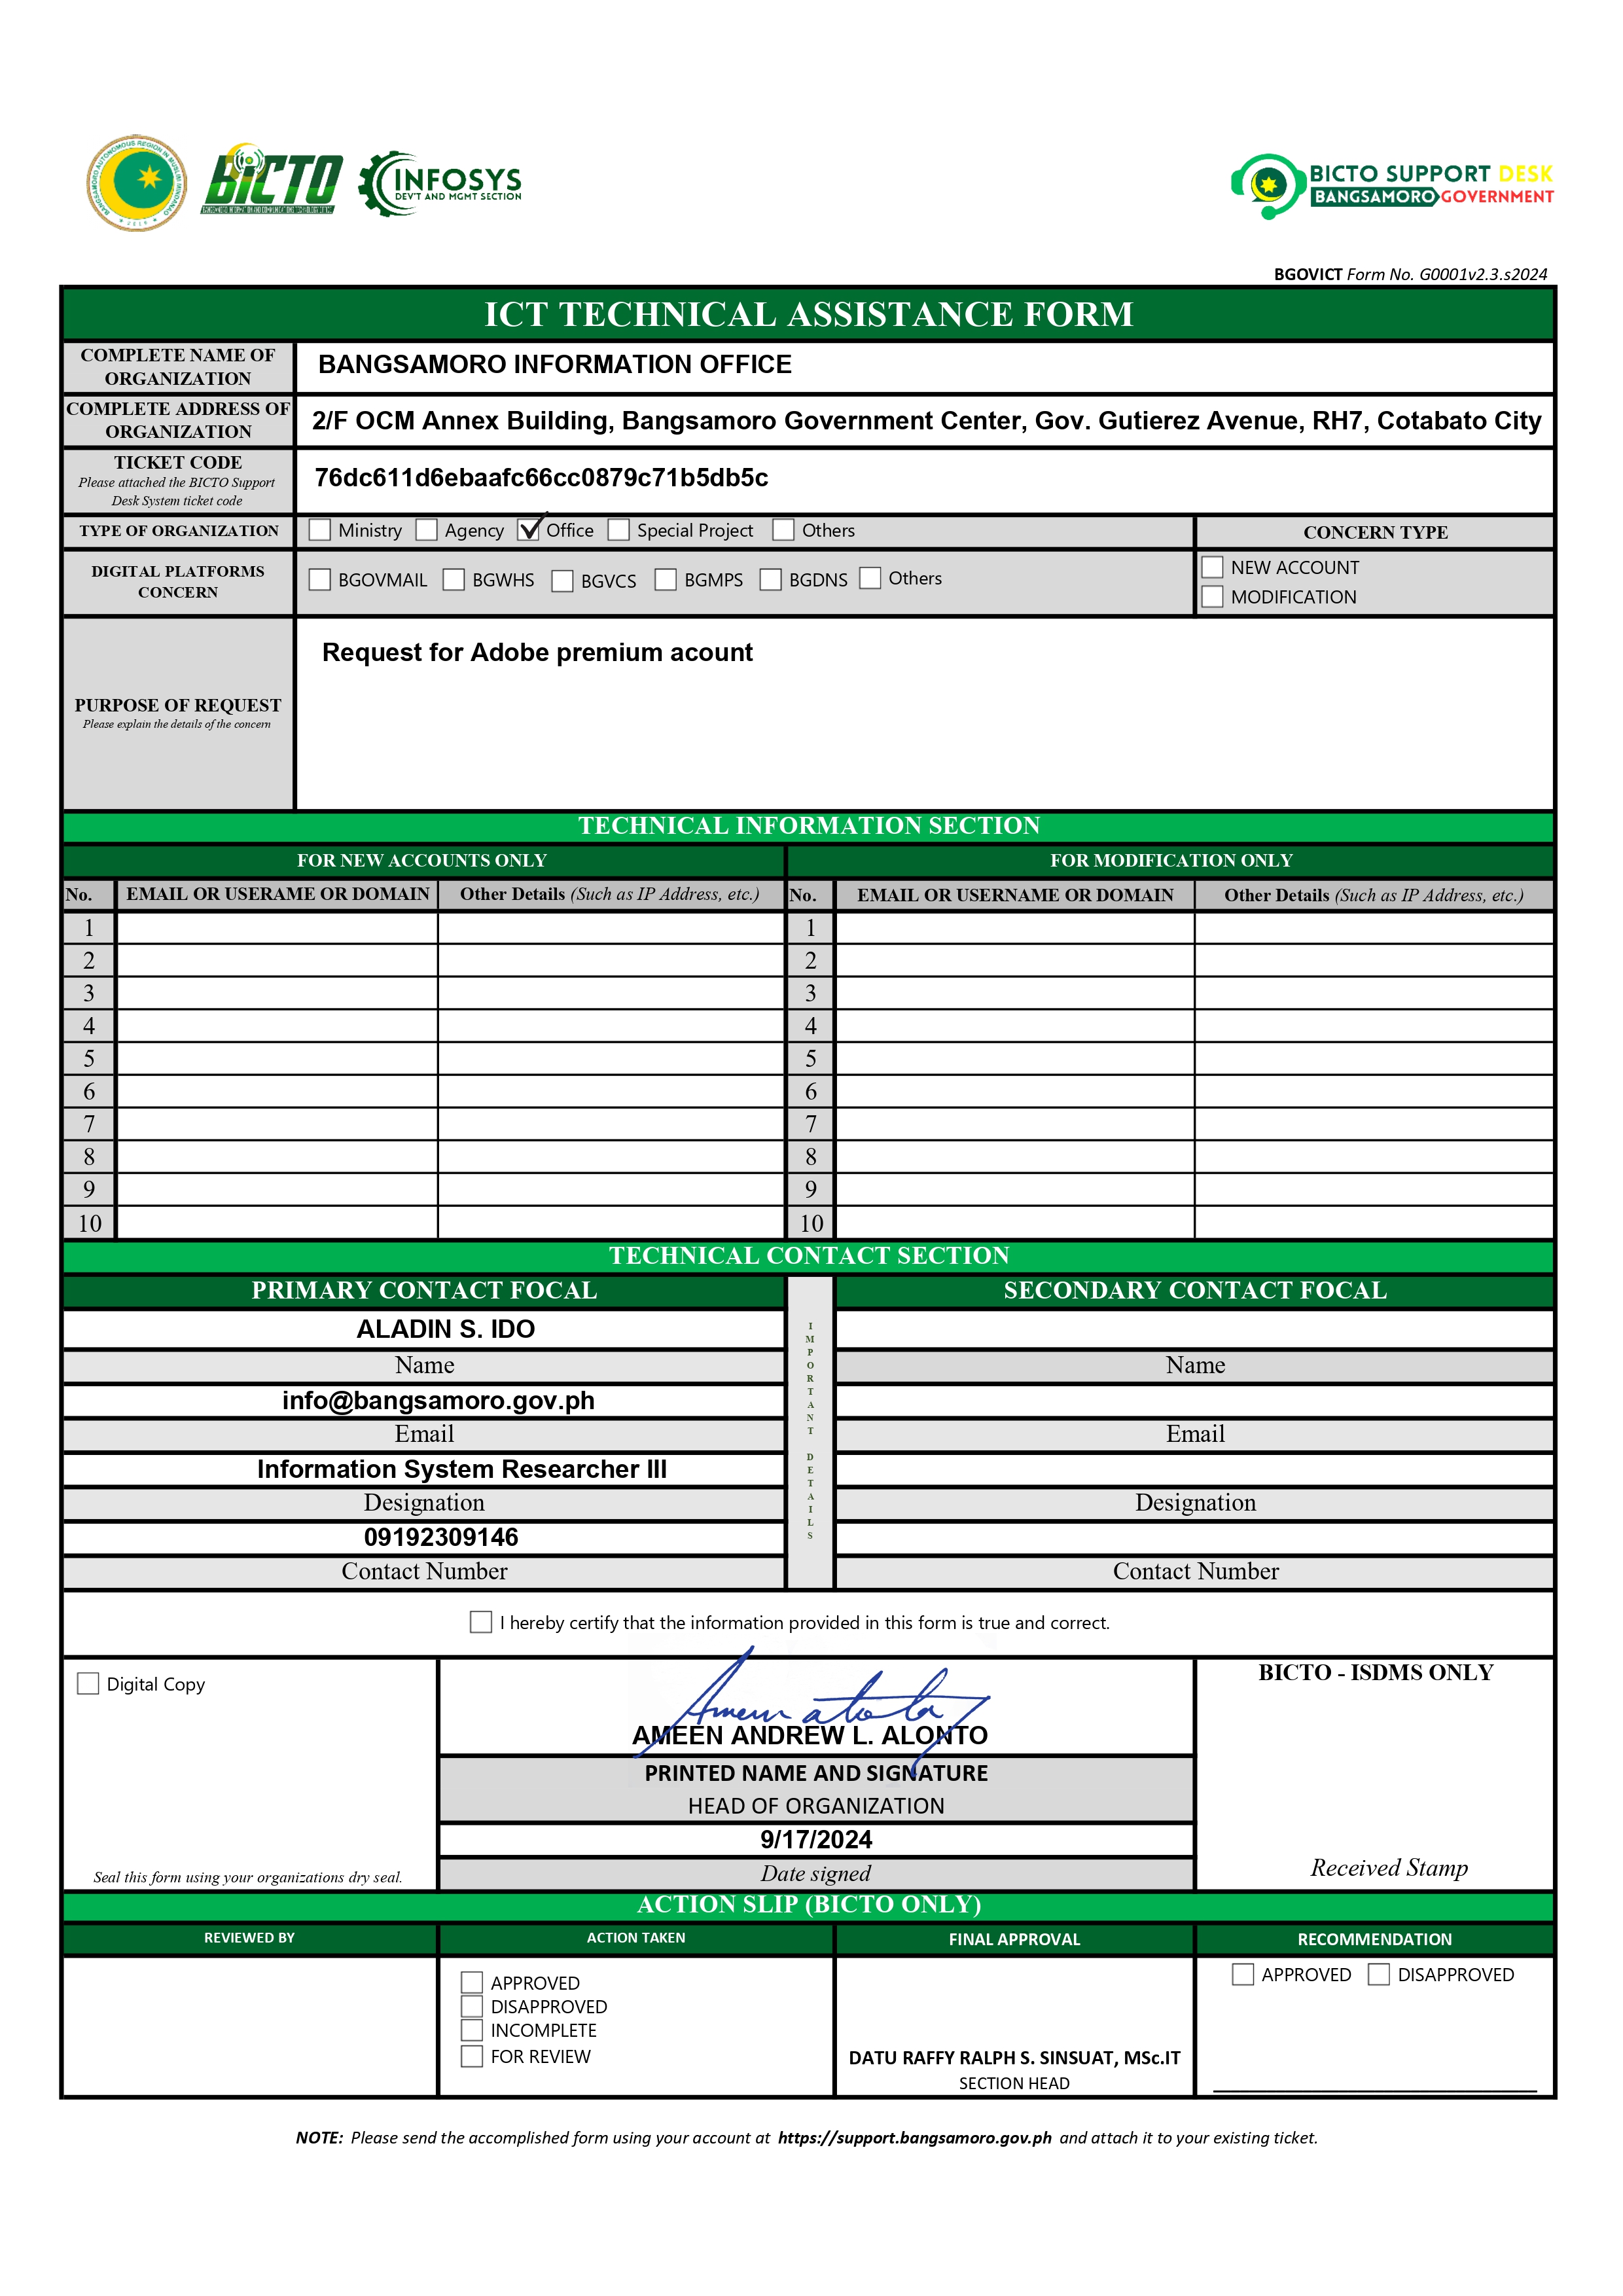 BANGSAMORO AUTONOMOUS REGION IN MUSLIM MINDANAO
2019
BICTO
INFOSYS
DEV'T AND MGMT SECTION
BICTO SUPPORT DESK
BANGSAMORO GOVERNMENT
BGOVICT Form No. G0001v2.3.s2024
ICT TECHNICAL ASSISTANCE FORM
COMPLETE NAME OF ORGANIZATION
BANGSAMORO INFORMATION OFFICE
COMPLETE ADDRESS OF ORGANIZATION
2/F OCM Annex Building, Bangsamoro Government Center, Gov. Gutierez Avenue, RH7, Cotabato City
TICKET CODE
Please attached the BICTO Support
Desk System ticket code
76dc611d6ebaafc66cc0879c71b5db5c
TYPE OF ORGANIZATION
Ministry Agency Office Special Project Others
CONCERN TYPE
DIGITAL PLATFORMS
CONCERN
BGOVMAIL BGWHS BGVCS BGMPS BGDNS Others
NEW ACCOUNT
MODIFICATION
PURPOSE OF REQUEST
Please explain the details of the concern
Request for Adobe premium acount
TECHNICAL INFORMATION SECTION
FOR NEW ACCOUNTS ONLY FOR MODIFICATION ONLY
No. EMAIL OR USERAME OR DOMAIN Other Details (Such as IP Address, etc.) No. EMAIL OR USERNAME OR DOMAIN Other Details (Such as IP Address, etc.)
1 1
2 2
3 3
4 4
5 5
6 6
7 7
8 8
9 9
10 10
TECHNICAL CONTACT SECTION
PRIMARY CONTACT FOCAL
ALADIN S. IDO
Name
info@bangsamoro.gov.ph
Email
Information System Researcher III
Designation
09192309146
Contact Number
IMPORTANT DETAILS
SECONDARY CONTACT FOCAL
Name
Email
Designation
Contact Number
I hereby certify that the information provided in this form is true and correct.
Digital Copy
Seal this form using your organizations dry seal.
AMEEN ANDREW L. ALONTO
PRINTED NAME AND SIGNATURE
HEAD OF ORGANIZATION
9/17/2024
Date signed
BICTO - ISDMS ONLY
Received Stamp
ACTION SLIP (BICTO ONLY)
REVIEWED BY ACTION TAKEN FINAL APPROVAL RECOMMENDATION
APPROVED
DISAPPROVED
INCOMPLETE
FOR REVIEW
DATU RAFFY RALPH S. SINSUAT, MSc.IT
SECTION HEAD
APPROVED DISAPPROVED
NOTE: Please send the accomplished form using your account at https://support.bangsamoro.gov.ph and attach it to your existing ticket.